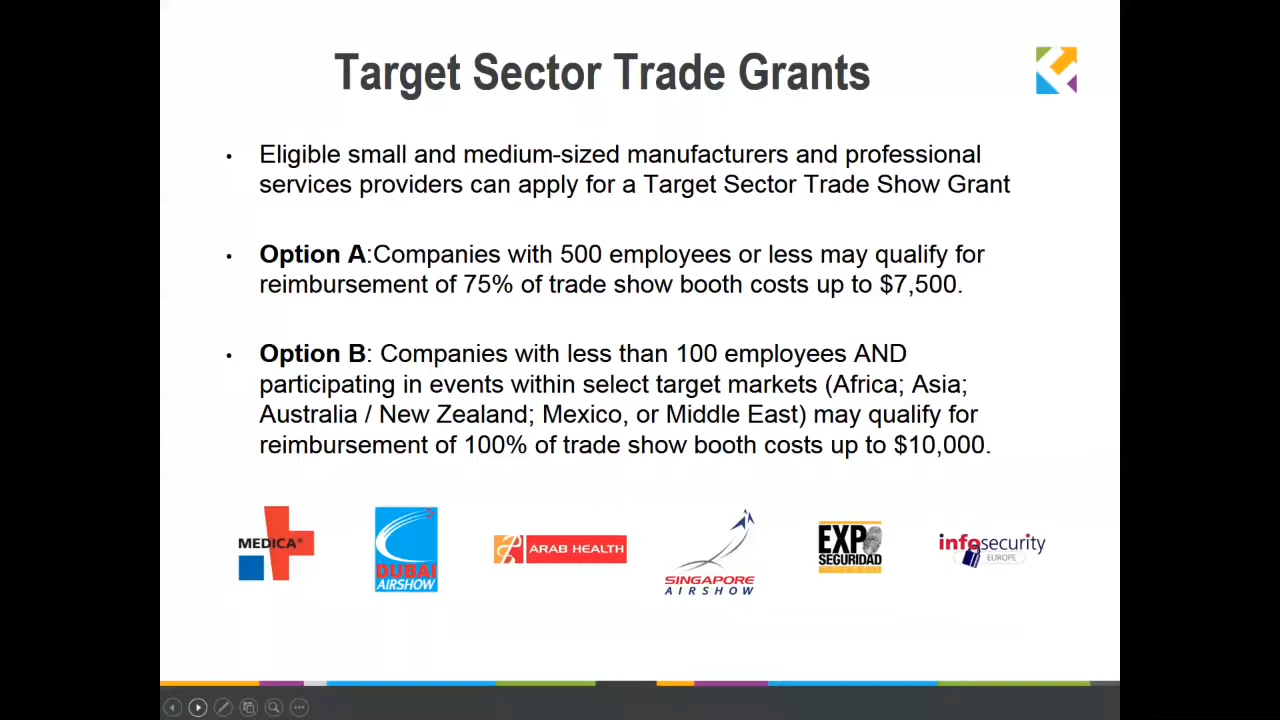 Target Sector Trade Grants
• Eligible small and medium-sized manufacturers and professional
services providers can apply for a Target Sector Trade Show Grant
• Option A:Companies with 500 employees or less may qualify for
reimbursement of 75% of trade show booth costs up to $7,500.
• Option B: Companies with less than 100 employees AND
participating in events within select target markets (Africa; Asia;
Australia / New Zealand; Mexico, or Middle East) may qualify for
reimbursement of 100% of trade show booth costs up to $10,000.
MEDICA®
DUBAI
AIRSHOW
ARAB HEALTH
SINGAPORE
AIRSHOW
EXPO
SEGURIDAD
infosecurity
EUROPE